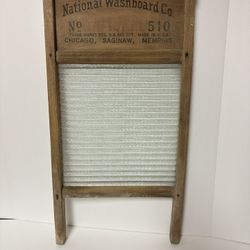 National Washboard Co.
No 510
CHICAGO, SAGINAW, MEMPHIS